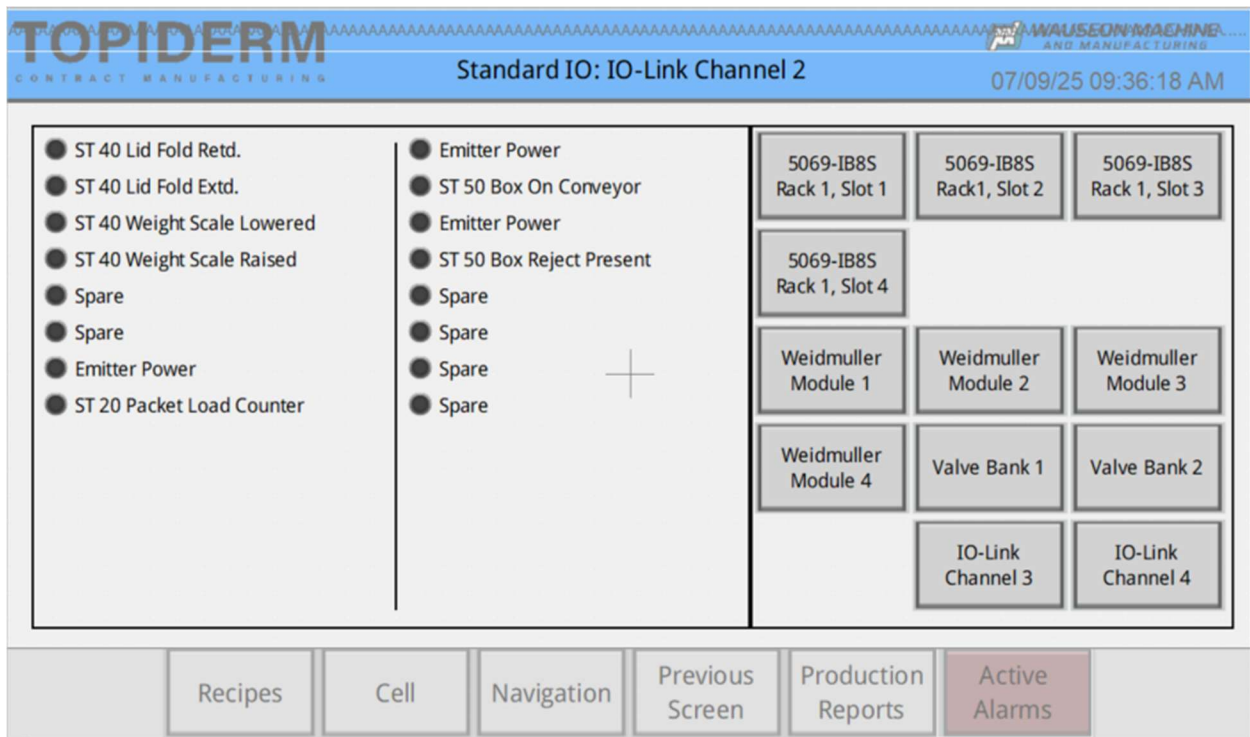 TOPIDERM
CONTRACT MANUFACTURING
WAUSEON MACHINE
AND MANUFACTURING
Standard IO: IO-Link Channel 2
07/09/25 09:36:18 AM
ST 40 Lid Fold Retd.
ST 40 Lid Fold Extd.
ST 40 Weight Scale Lowered
ST 40 Weight Scale Raised
Spare
Spare
Emitter Power
ST 20 Packet Load Counter
Emitter Power
ST 50 Box On Conveyor
Emitter Power
ST 50 Box Reject Present
Spare
Spare
Spare
Spare
5069-IB8S
Rack 1, Slot 1
5069-IB8S
Rack1, Slot 2
5069-IB8S
Rack 1, Slot 3
5069-IB8S
Rack 1, Slot 4
Weidmuller
Module 1
Weidmuller
Module 2
Weidmuller
Module 3
Weidmuller
Module 4
Valve Bank 1
Valve Bank 2
IO-Link
Channel 3
IO-Link
Channel 4
Recipes
Cell
Navigation
Previous
Screen
Production
Reports
Active
Alarms